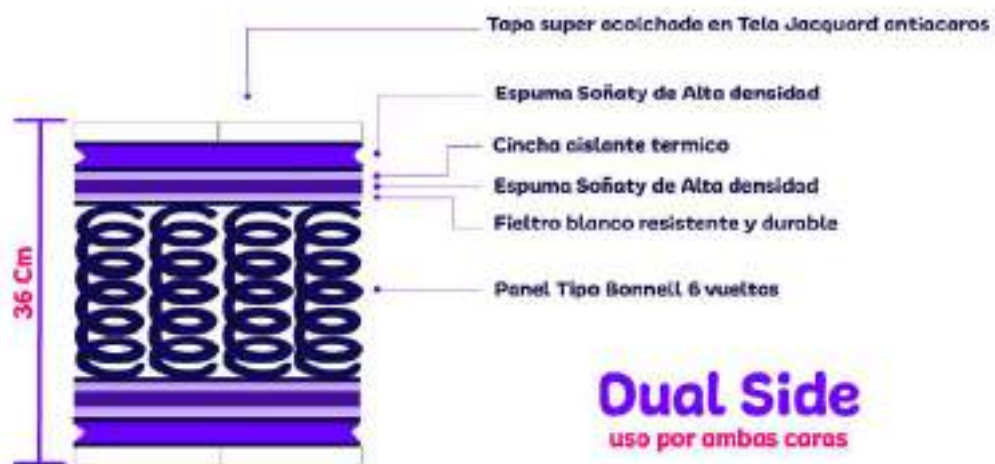 Tapa super acolchada en Tela Jacquard antiacaros
Espuma Soñaty de Alta densidad
Cincha aislante termico
Espuma Soñaty de Alta densidad
Fieltro blanco resistente y durable
Panel Tipo Bonnell 6 vueltas
36 Cm
Dual Side
uso por ambas caras